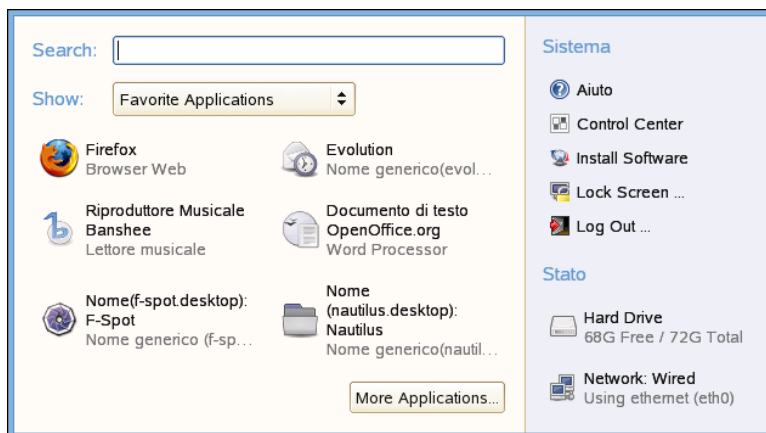 Search:
Show:
Favorite Applications
Firefox
Browser Web
Evolution
Nome generico(evol...
Riproduttore Musicale
Banshee
Lettore musicale
Documento di testo
OpenOffice.org
Word Processor
Nome(f-spot.desktop):
F-Spot
Nome generico (f-sp...
Nome
(nautilus.desktop):
Nautilus
Nome generico(nautil...
More Applications...
Sistema
Aiuto
Control Center
Install Software
Lock Screen ...
Log Out ...
Stato
Hard Drive
68G Free / 72G Total
Network: Wired
Using ethernet (eth0)